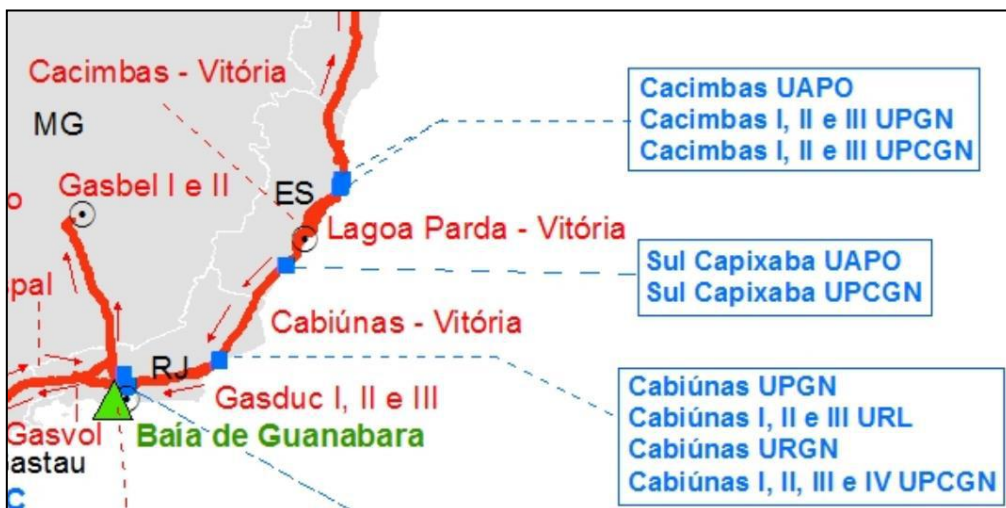 Cacimbas - Vitória
MG
Cacimbas UAPO
Cacimbas I, II e III UPGN
Cacimbas I, II e III UPCGN
Gasbel I e II
ES
o
Lagoa Parda - Vitória
Sul Capixaba UAPO
Sul Capixaba UPCGN
spal
Cabiúnas - Vitória
RJ
Gasduc I, II e III
Cabiúnas UPGN
Cabiúnas I, II e III URL
Cabiúnas URGN
Cabiúnas I, II, III e IV UPCGN
Gasvol
Baía de Guanabara
astau
C